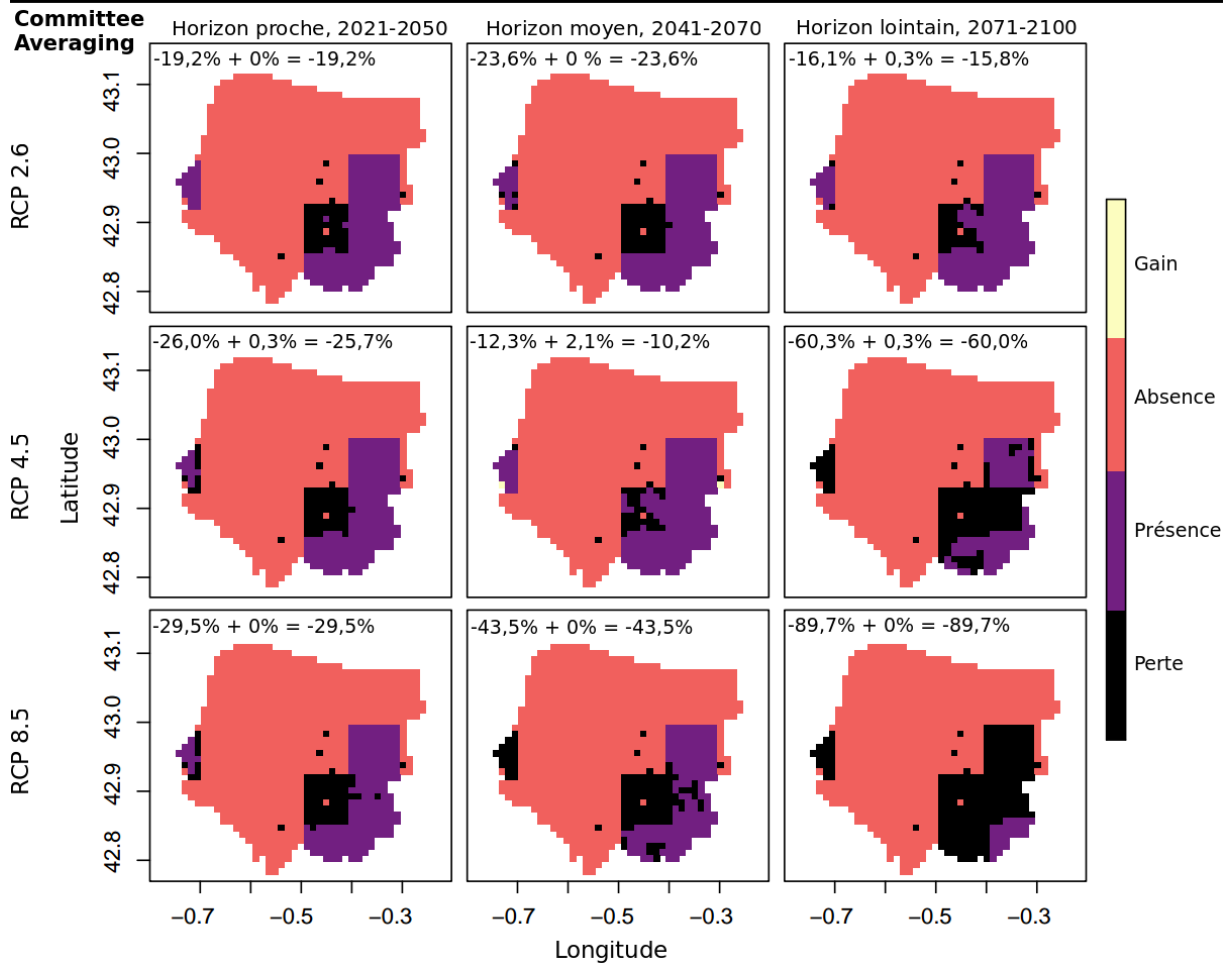 Committee
Averaging
Horizon proche, 2021-2050
Horizon moyen, 2041-2070
Horizon lointain, 2071-2100
RCP 2.6
-19,2% + 0% = -19,2%
-23,6% + 0 % = -23,6%
-16,1% + 0,3% = -15,8%
43.1
43.0
42.9
42.8
RCP 4.5
Latitude
-26,0% + 0,3% = -25,7%
-12,3% + 2,1% = -10,2%
-60,3% + 0,3% = -60,0%
43.1
43.0
42.9
42.8
RCP 8.5
-29,5% + 0% = -29,5%
-43,5% + 0% = -43,5%
-89,7% + 0% = -89,7%
43.1
43.0
42.9
42.8
−0.7 −0.5 −0.3
−0.7 −0.5 −0.3
−0.7 −0.5 −0.3
Longitude
Gain
Absence
Présence
Perte